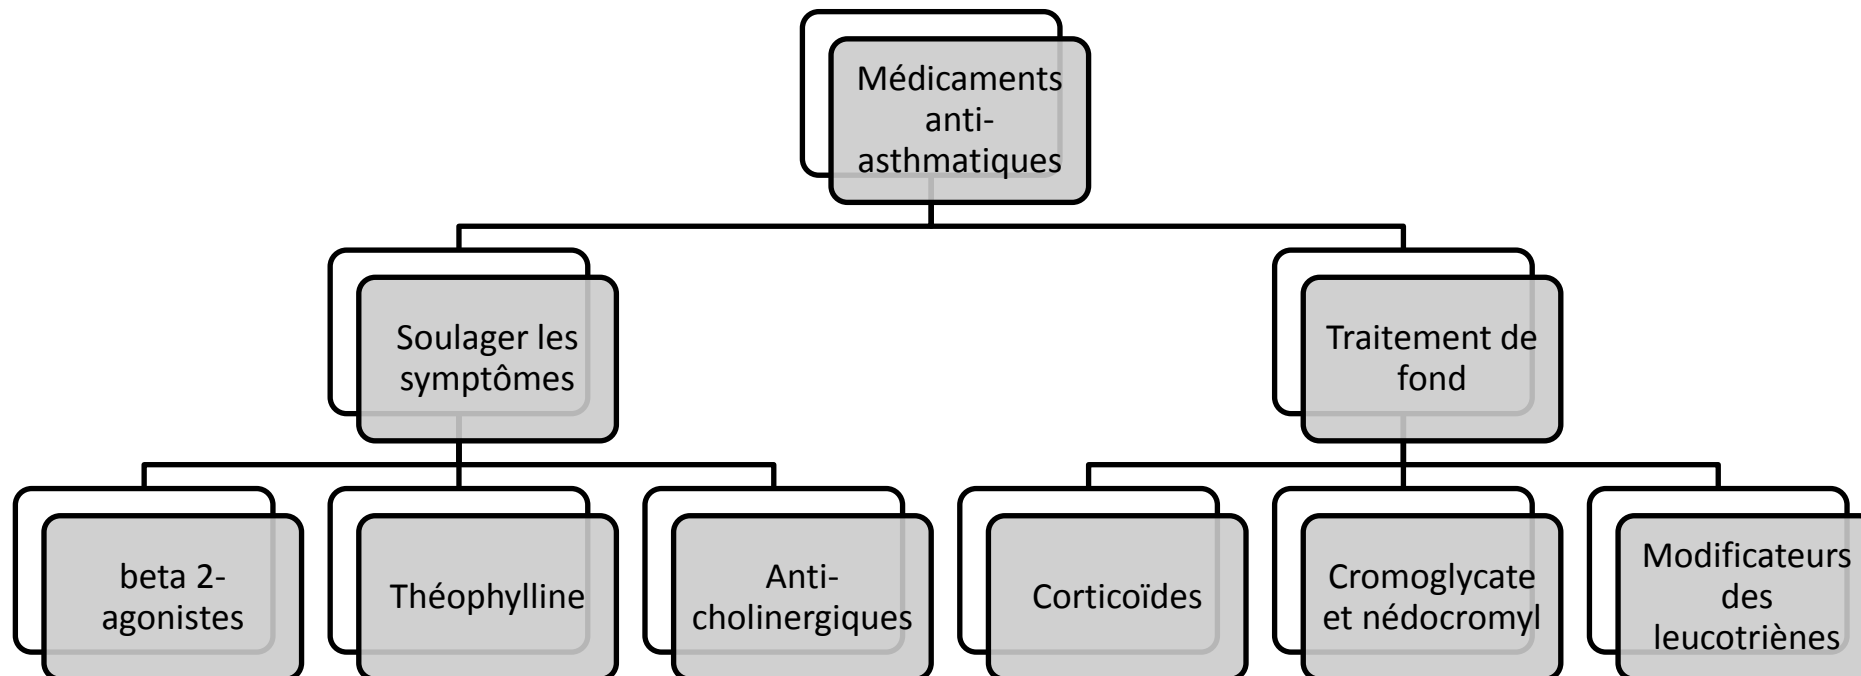 Médicaments
anti-
asthmatiques
Soulager les
symptômes
Traitement de
fond
beta 2-
agonistes
Théophylline
Anti-
cholinergiques
Corticoïdes
Cromoglycate
et nédocromyl
Modificateurs
des
leucotriènes